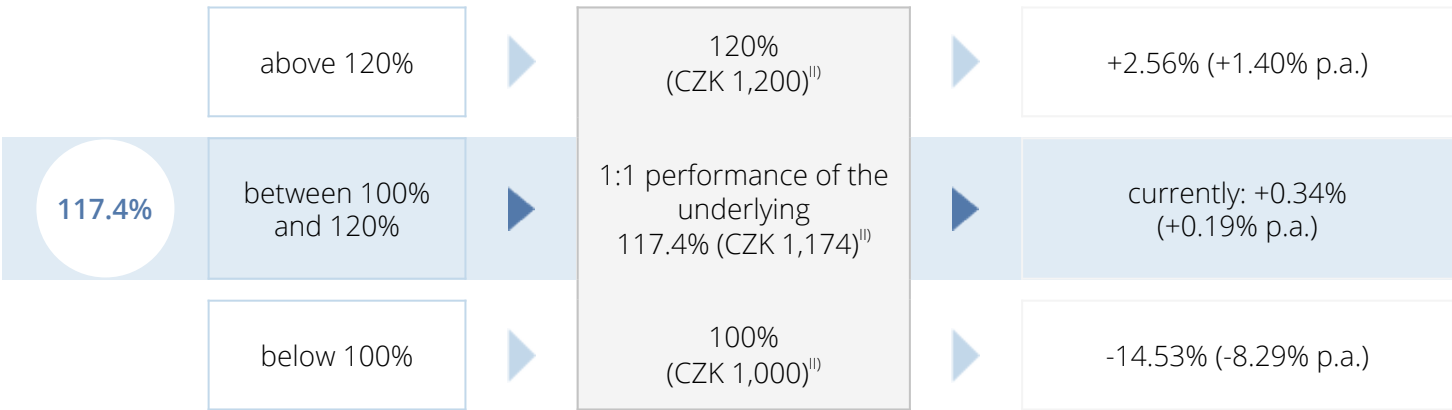 above 120%
120%
(CZK 1,200)II)
+2.56% (+1.40% p.a.)
117.4%
between 100%
and 120%
1:1 performance of the
underlying
117.4% (CZK 1,174)II)
currently: +0.34%
(+0.19% p.a.)
below 100%
100%
(CZK 1,000)II)
-14.53% (-8.29% p.a.)